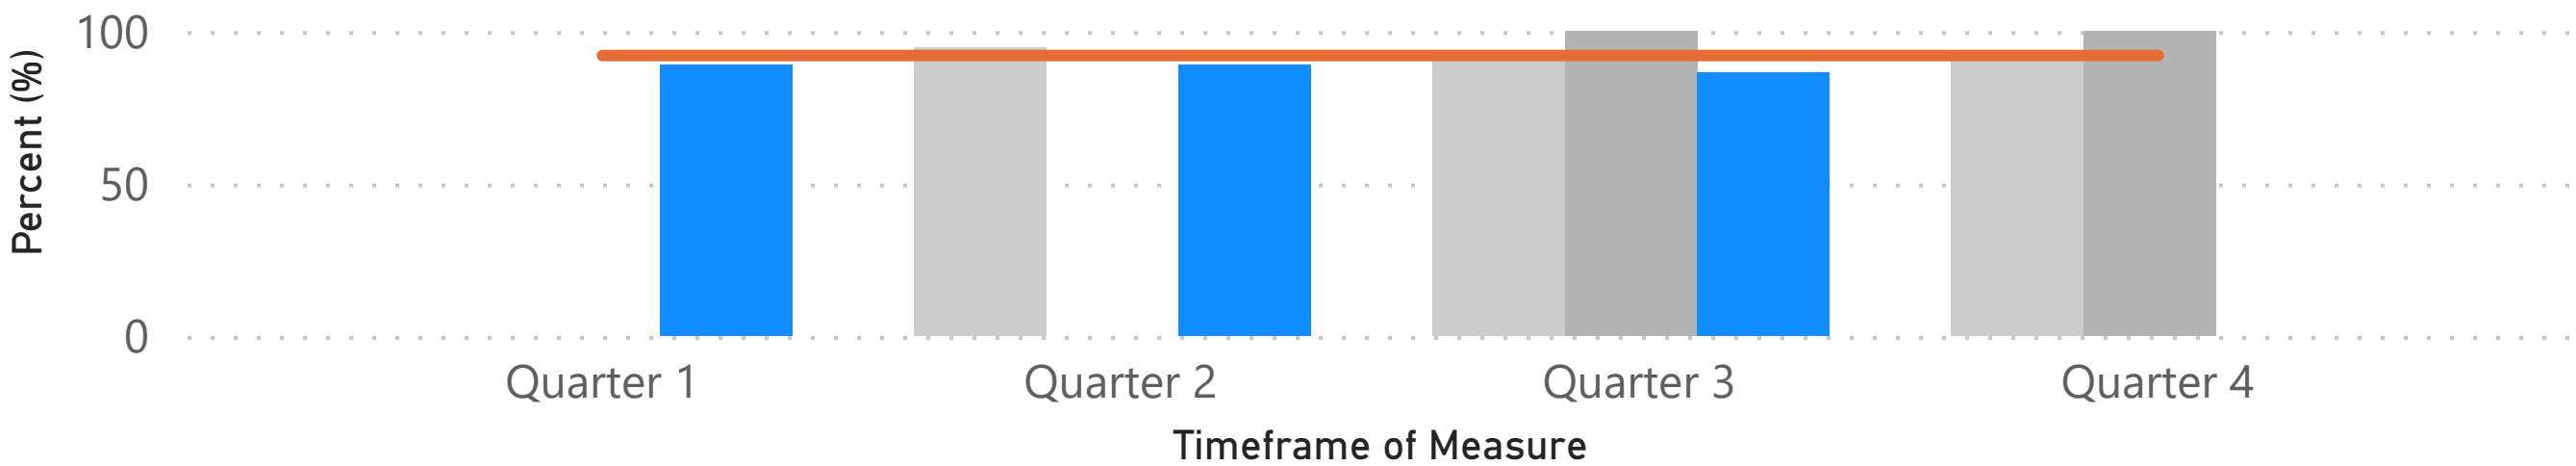 Percent (%)
100
50
0
Quarter 1
Quarter 2
Quarter 3
Quarter 4
Timeframe of Measure